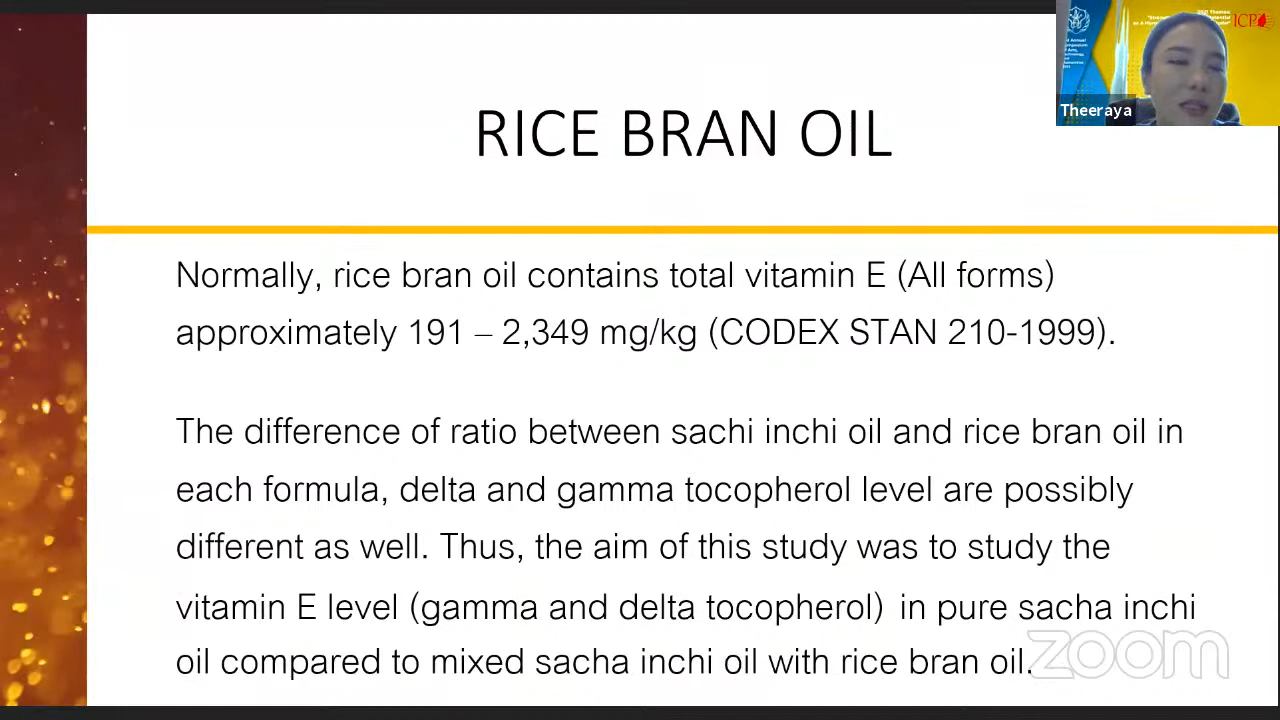 RICE BRAN OIL
Normally, rice bran oil contains total vitamin E (All forms)
approximately 191 – 2,349 mg/kg (CODEX STAN 210-1999).
The difference of ratio between sachi inchi oil and rice bran oil in
each formula, delta and gamma tocopherol level are possibly
different as well. Thus, the aim of this study was to study the
vitamin E level (gamma and delta tocopherol) in pure sacha inchi
oil compared to mixed sacha inchi oil with rice bran oil.
zoom
2021 Themes:
ICP
Theeraya